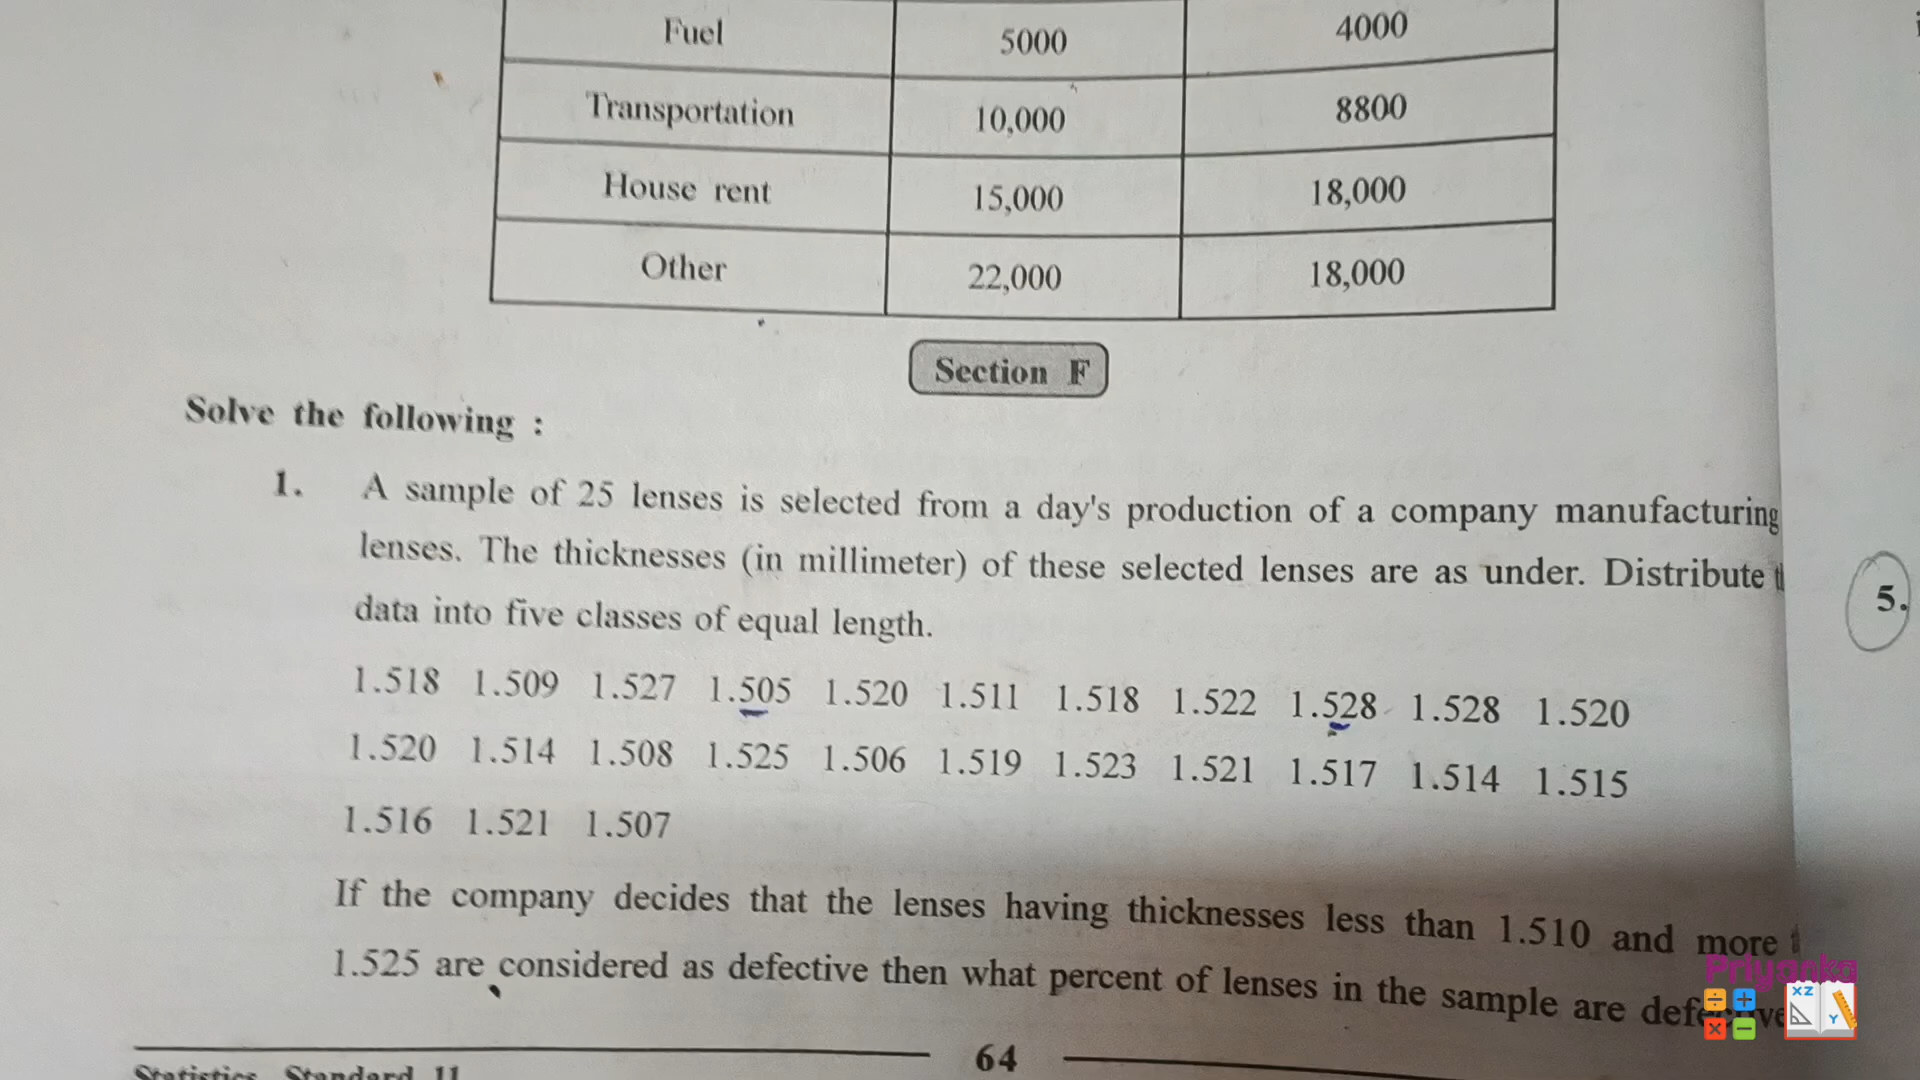 Fuel 5000 4000
Transportation 10,000 8800
House rent 15,000 18,000
Other 22,000 18,000
Section F
Solve the following :
1. A sample of 25 lenses is selected from a day's production of a company manufacturing
lenses. The thicknesses (in millimeter) of these selected lenses are as under. Distribute
data into five classes of equal length.
1.518 1.509 1.527 1.505 1.520 1.511 1.518 1.522 1.528 1.528 1.520
1.520 1.514 1.508 1.525 1.506 1.519 1.523 1.521 1.517 1.514 1.515
1.516 1.521 1.507
If the company decides that the lenses having thicknesses less than 1.510 and more
1.525 are considered as defective then what percent of lenses in the sample are
64
Statistics, Standard 11
5.
Priyanka
XZ
Y